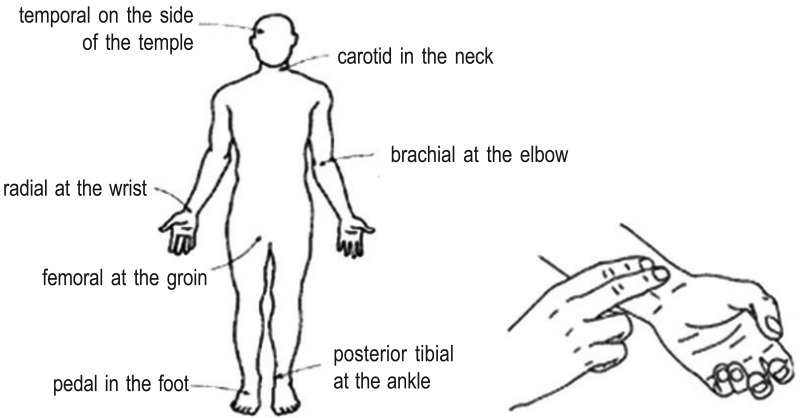 temporal on the side
of the temple
carotid in the neck
brachial at the elbow
radial at the wrist
femoral at the groin
posterior tibial
at the ankle
pedal in the foot